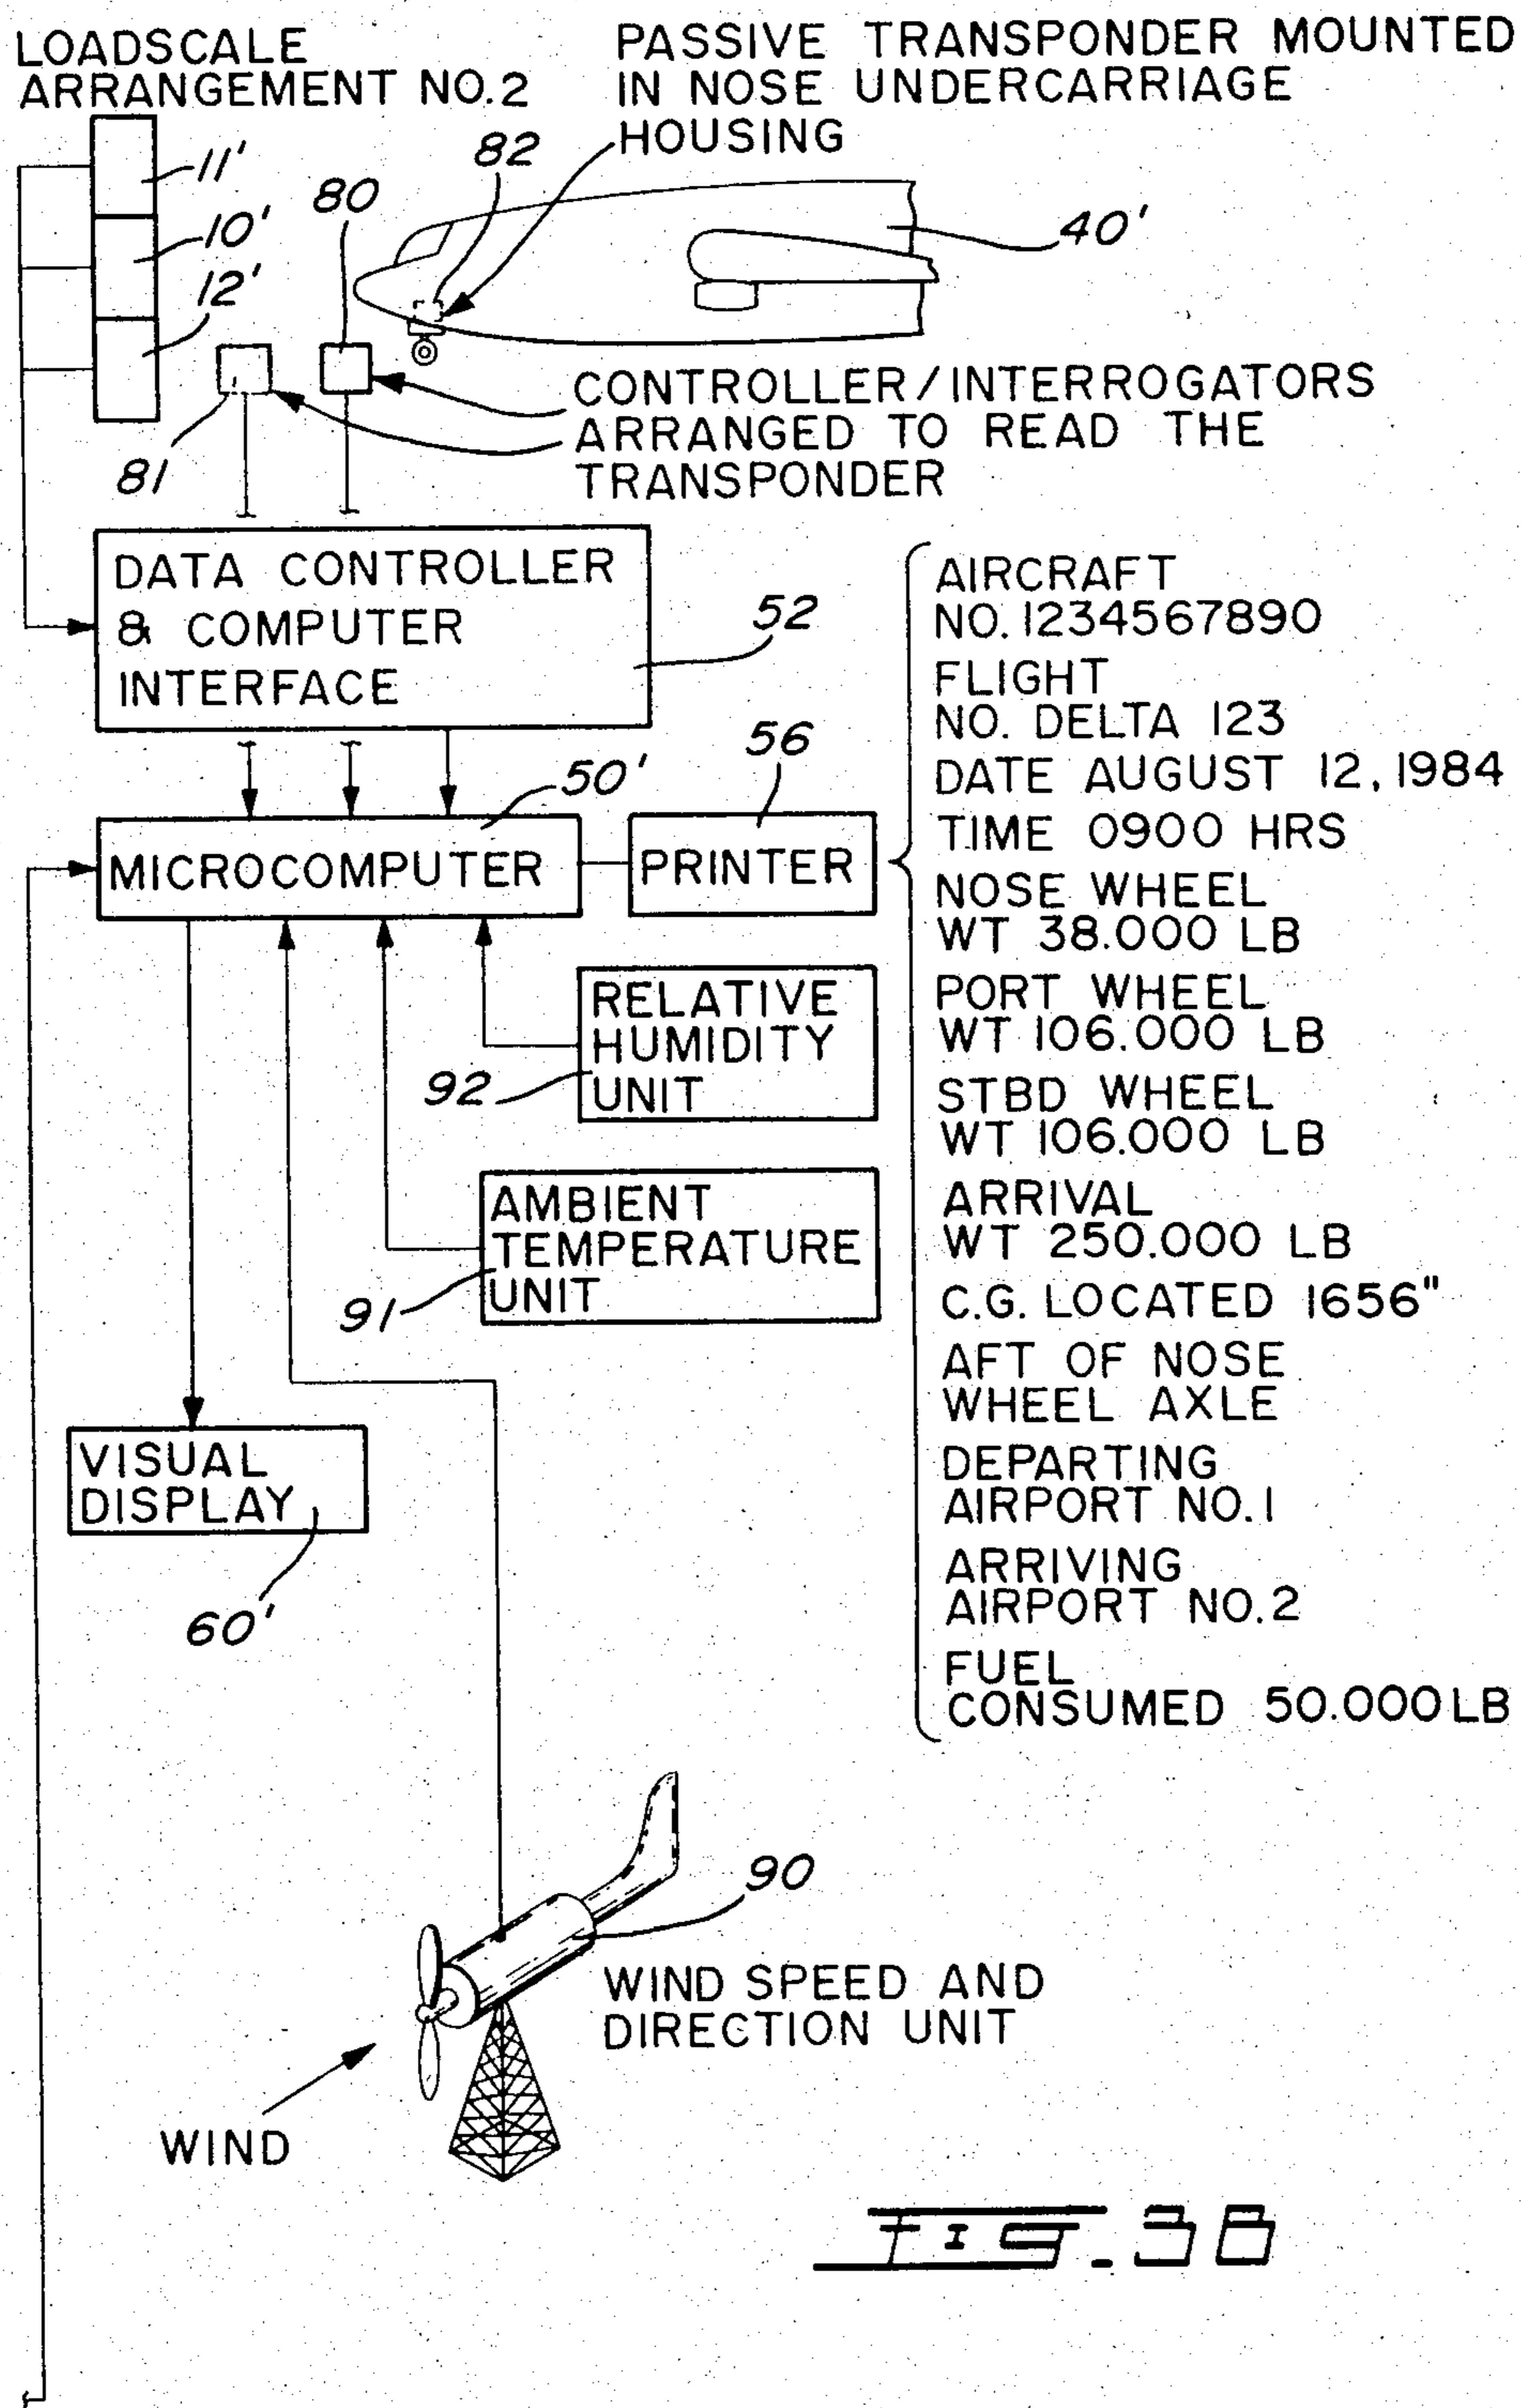 LOADSCALE
ARRANGEMENT NO.2
PASSIVE TRANSPONDER MOUNTED
IN NOSE UNDERCARRIAGE
HOUSING
11'
10'
12'
80
82
40'
81
CONTROLLER/INTERROGATORS
ARRANGED TO READ THE
TRANSPONDER
DATA CONTROLLER
& COMPUTER
INTERFACE
52
50'
56
MICROCOMPUTER
PRINTER
RELATIVE
HUMIDITY
UNIT
92
AMBIENT
TEMPERATURE
UNIT
91
VISUAL
DISPLAY
60'
AIRCRAFT
NO. 1234567890
FLIGHT
NO. DELTA 123
DATE AUGUST 12, 1984
TIME 0900 HRS
NOSE WHEEL
WT 38.000 LB
PORT WHEEL
WT 106.000 LB
STBD WHEEL
WT 106.000 LB
ARRIVAL
WT 250.000 LB
C.G. LOCATED 1656"
AFT OF NOSE
WHEEL AXLE
DEPARTING
AIRPORT NO. 1
ARRIVING
AIRPORT NO. 2
FUEL
CONSUMED 50.000 LB
90
WIND SPEED AND
DIRECTION UNIT
WIND
FIG. 3B